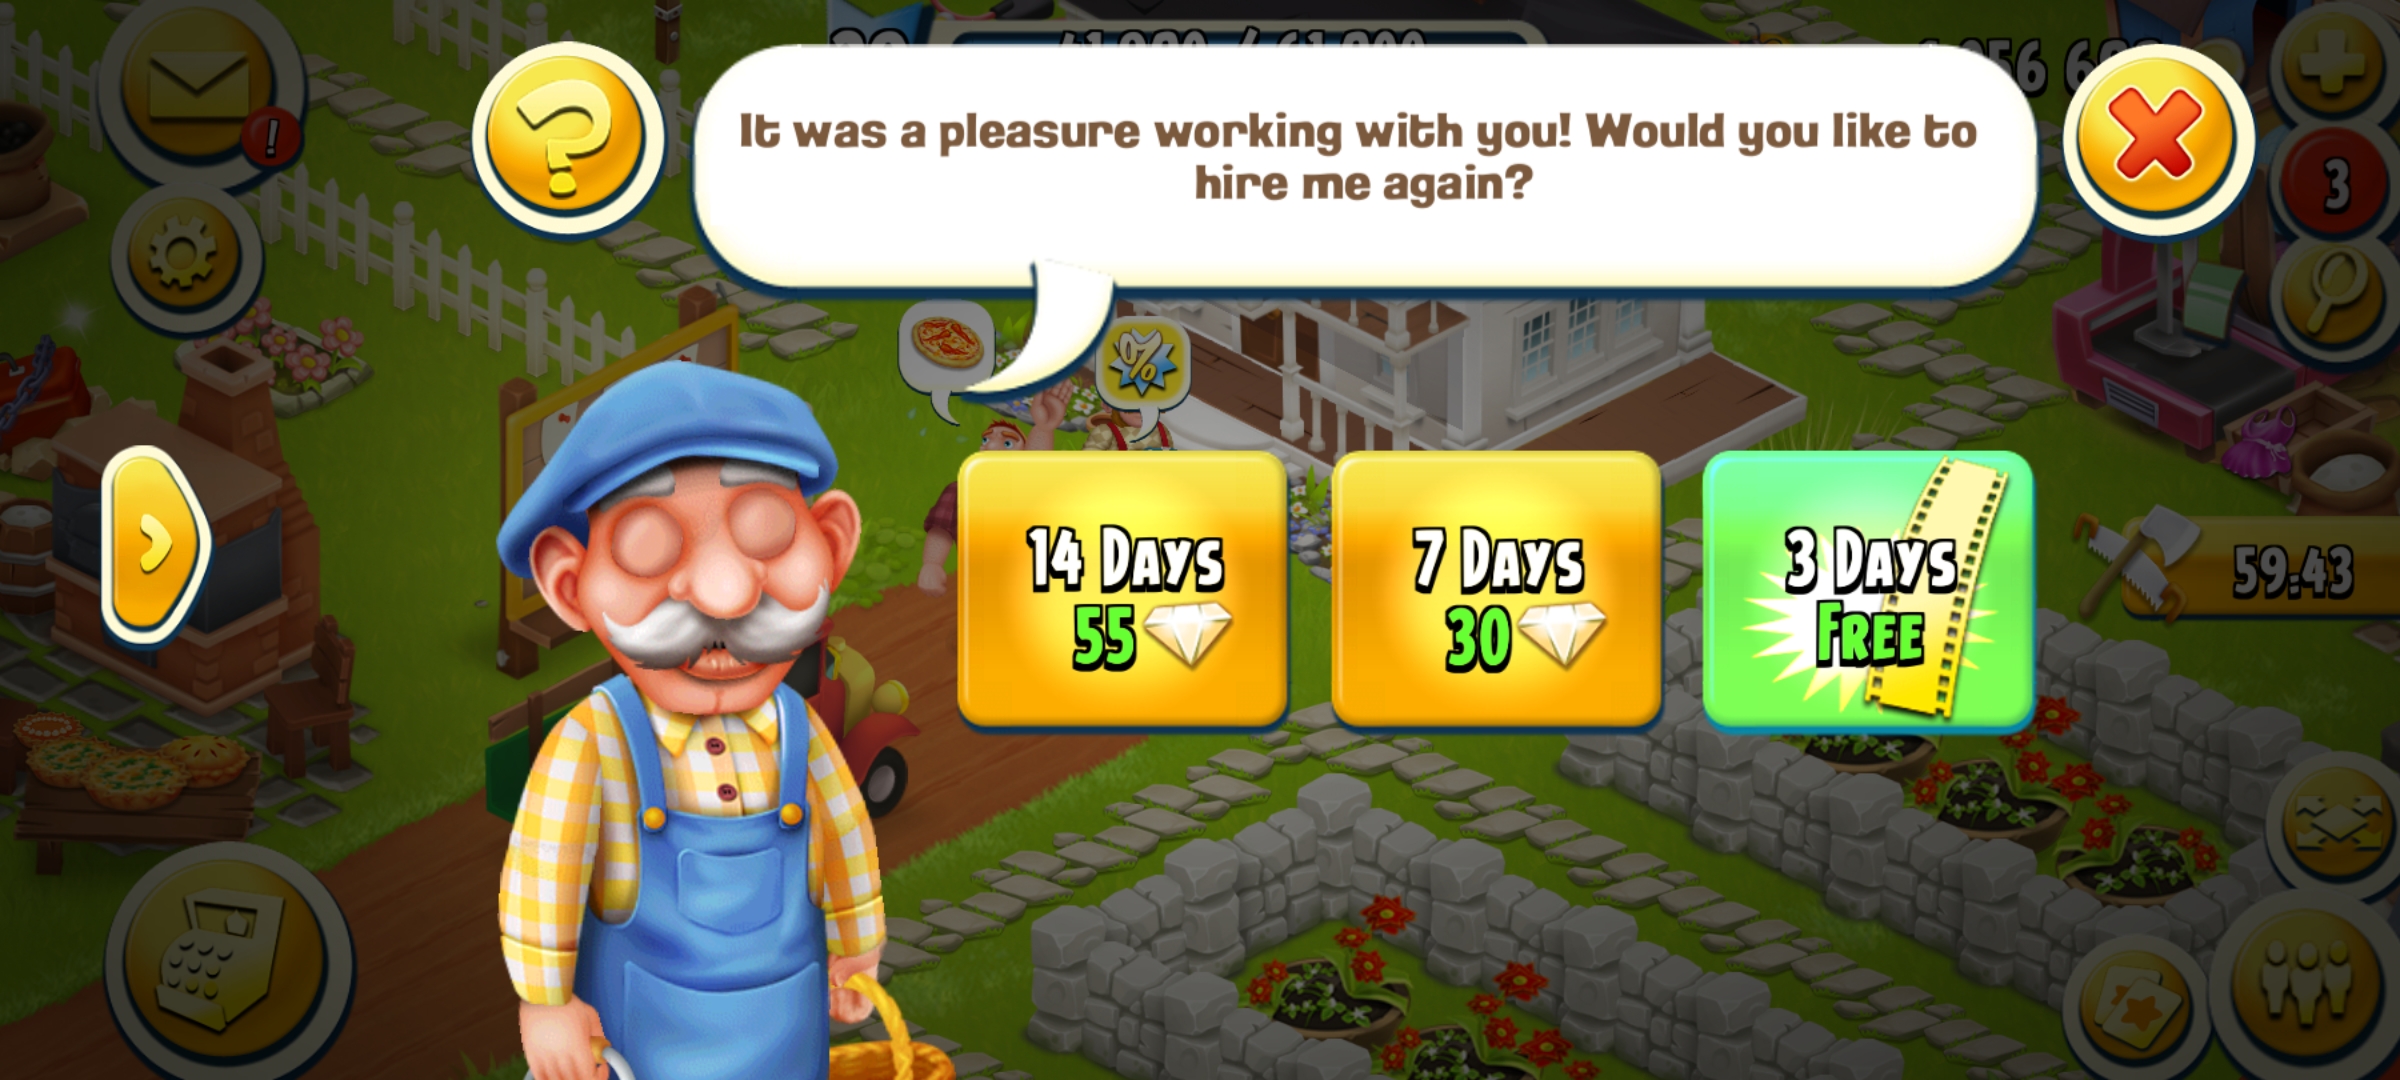 It was a pleasure working with you! Would you like to
hire me again?
3
%
14 Days
55
7 Days
30
3 Days
Free
59:43